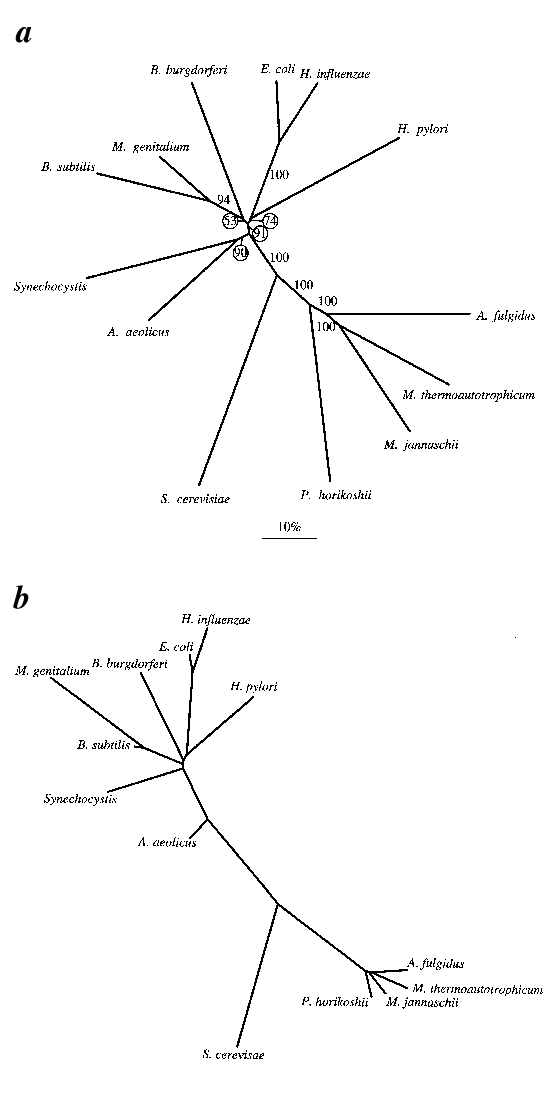 a
B. burgdorferi
E. coli
H. influenzae
H. pylori
M. genitalium
B. subtilis
100
94
53
74
91
90
100
Synechocystis
100
100
A. fulgidus
100
A. aeolicus
M. thermoautotrophicum
M. jannaschii
S. cerevisiae
P. horikoshii
10%
b
H. influenzae
E. coli
M. genitalium
B. burgdorferi
H. pylori
B. subtilis
Synechocystis
A. aeolicus
A. fulgidus
M. thermoautotrophicum
P. horikoshii
M. jannaschii
S. cerevisae